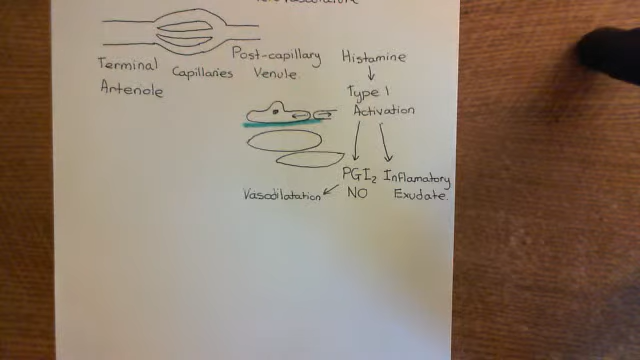 Terminal
Arteriole
Capillaries
Post-capillary
Venule.
Histamine
Type 1
Activation
PGI2
NO
Inflamatory
Exudate.
Vasodilatation